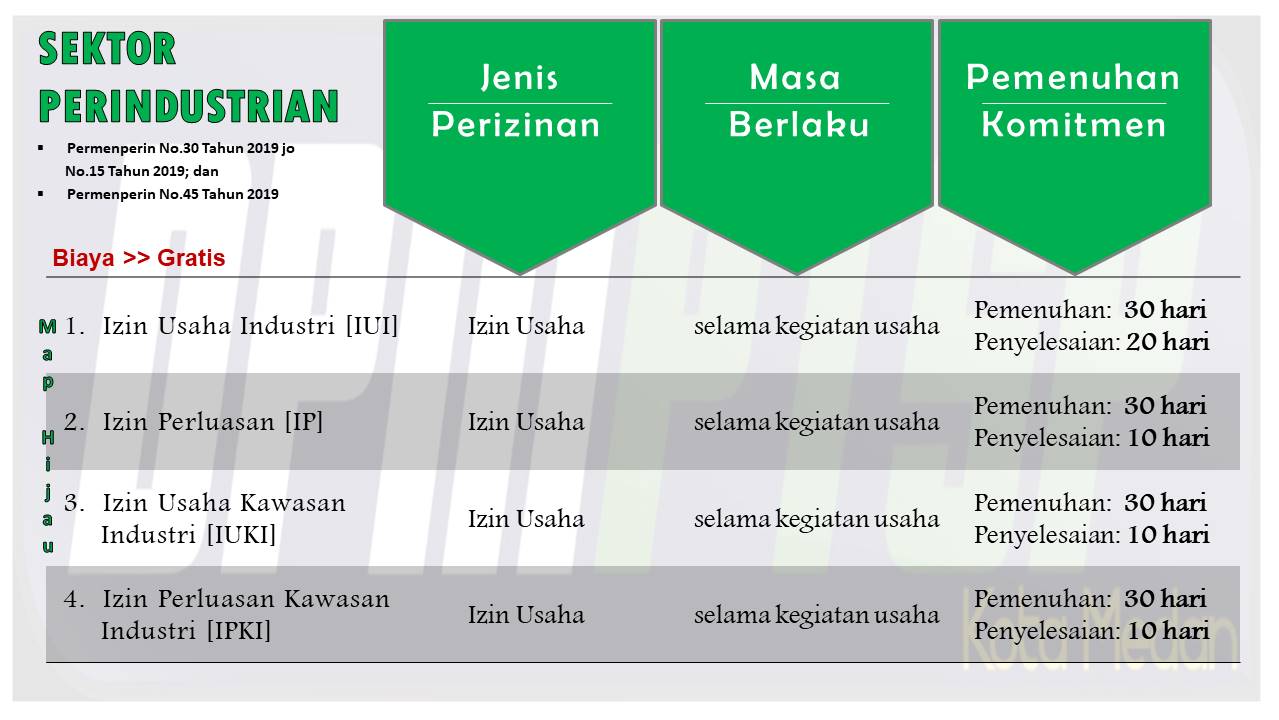 SEKTOR
PERINDUSTRIAN
▪ Permenperin No.30 Tahun 2019 jo
No.15 Tahun 2019; dan
▪ Permenperin No.45 Tahun 2019
Biaya >> Gratis
Jenis
Perizinan
Masa
Berlaku
Pemenuhan
Komitmen
Map Hijau
1. Izin Usaha Industri [IUI]
Izin Usaha
selama kegiatan usaha
Pemenuhan: 30 hari
Penyelesaian: 20 hari
2. Izin Perluasan [IP]
Izin Usaha
selama kegiatan usaha
Pemenuhan: 30 hari
Penyelesaian: 10 hari
3. Izin Usaha Kawasan
Industri [IUKI]
Izin Usaha
selama kegiatan usaha
Pemenuhan: 30 hari
Penyelesaian: 10 hari
4. Izin Perluasan Kawasan
Industri [IPKI]
Izin Usaha
selama kegiatan usaha
Pemenuhan: 30 hari
Penyelesaian: 10 hari
DPMPTSP
Kota Medan